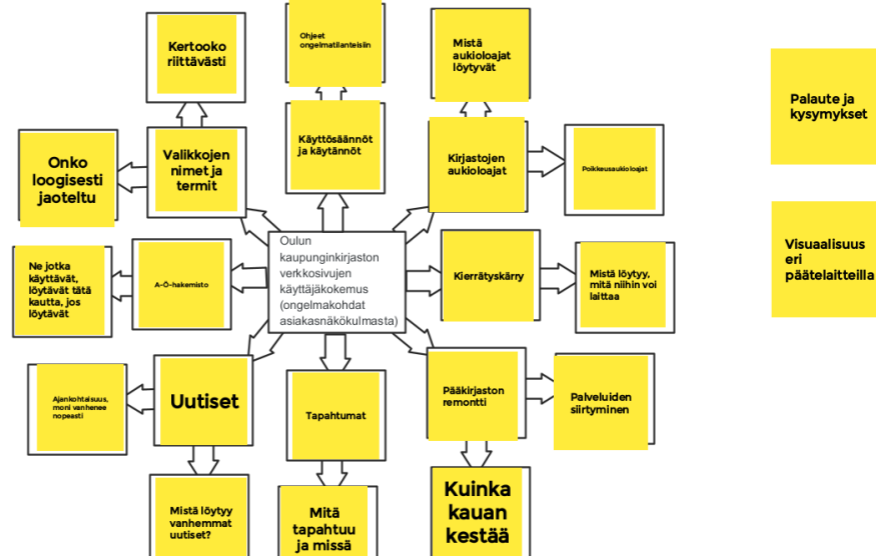 Kertooko
riittävästi
Ohjeet
ongelmatilanteisiin
Mistä
aukioloajat
löytyvät
Palaute ja
kysymykset
Onko
loogisesti
jaoteltu
Valikkojen
nimet ja
termit
Käyttösäännöt
ja käytännöt
Kirjastojen
aukioloajat
Poikkeusaukioloajat
Visuaalisuus
eri
päätelaitteilla
Ne jotka
käyttävät,
löytävät tätä
kautta, jos
löytävät
A-Ö-hakemisto
Oulun
kaupunginkirjaston
verkkosivujen
käyttäjäkokemus
(ongelmakohdat
asiakasnäkökulmasta)
Kierrätyskärry
Mistä löytyy,
mitä niihin voi
laittaa
Ajankohtaisuus,
moni vanhenee
nopeasti
Uutiset
Tapahtumat
Pääkirjaston
remontti
Palveluiden
siirtyminen
Mistä löytyy
vanhemmat
uutiset?
Mitä
tapahtuu
ja missä
Kuinka
kauan
kestää